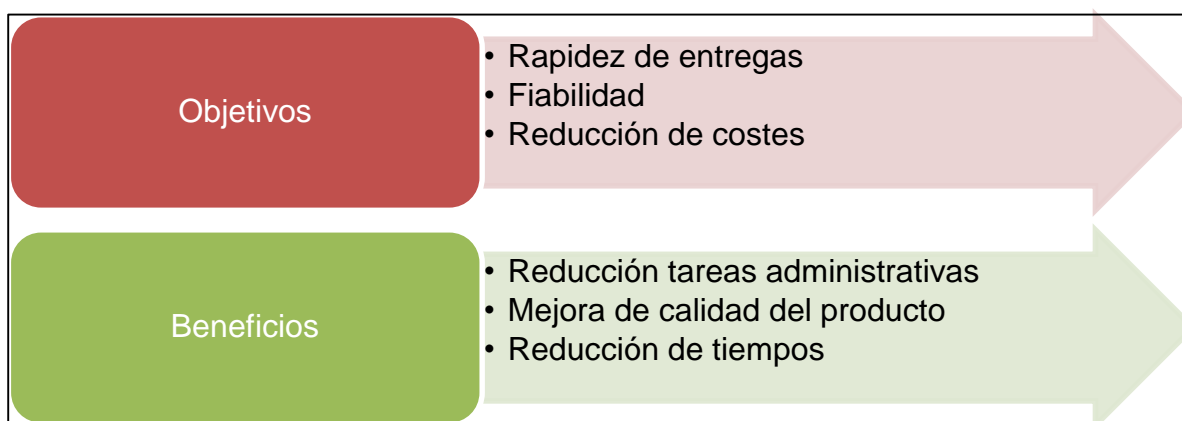 Objetivos
• Rapidez de entregas
• Fiabilidad
• Reducción de costes
Beneficios
• Reducción tareas administrativas
• Mejora de calidad del producto
• Reducción de tiempos